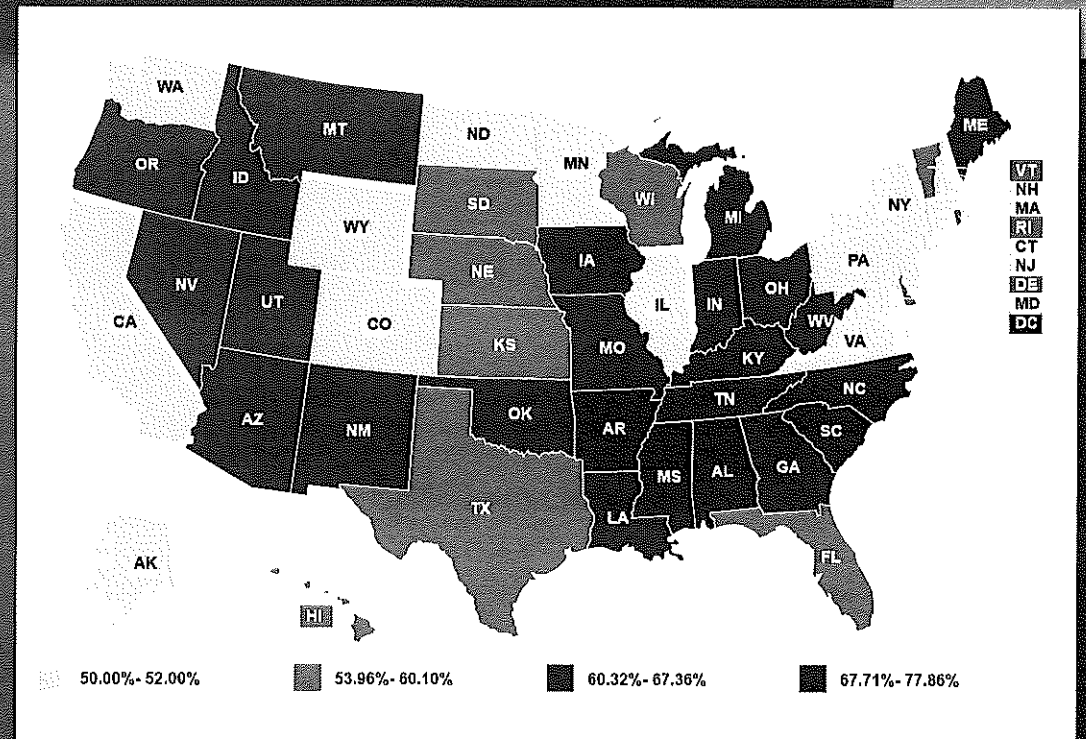 WA
MT
ND
ME
OR
ID
MN
VT
SD
WI
NH
WY
NY
MA
MI
RI
NE
IA
PA
CT
NV
UT
IL
IN
OH
NJ
CA
CO
DE
WV
MD
KS
MO
VA
DC
KY
NC
AZ
NM
OK
TN
AR
SC
MS
AL
GA
TX
LA
FL
AK
HI
50.00%- 52.00%
53.96%- 60.10%
60.32%- 67.36%
67.71%- 77.86%